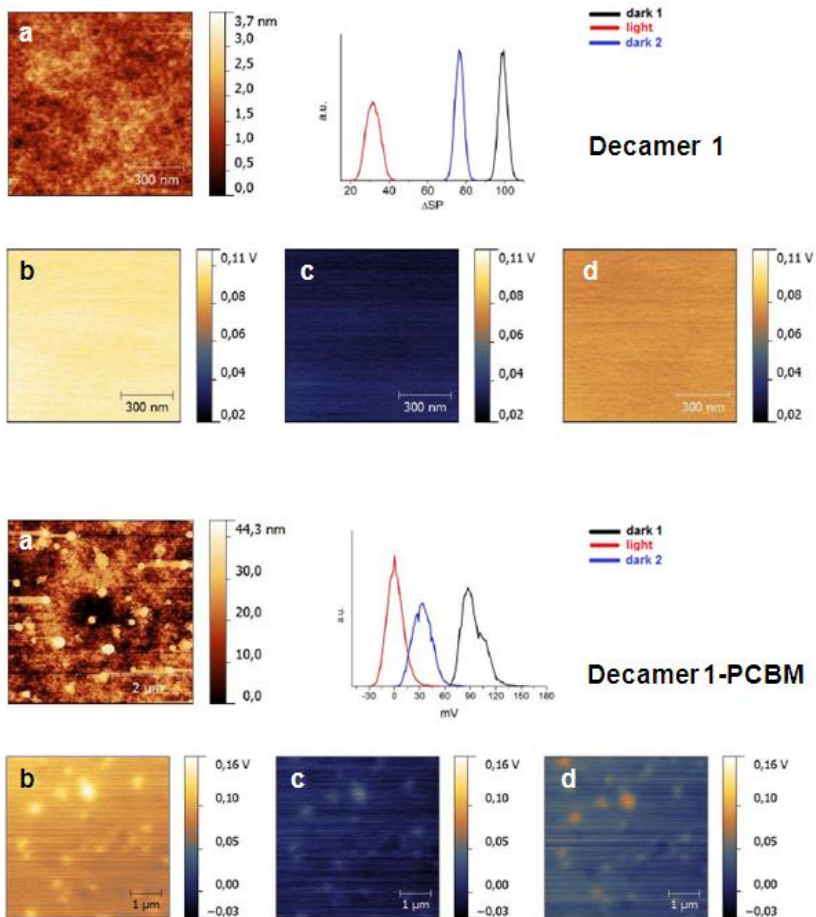 a
3,7 nm
3,0
2,5
2,0
1,5
1,0
0,5
0,0
300 nm
a.u.
20 40 60 80 100
ΔSP
dark 1
light
dark 2
Decamer 1
b
300 nm
0,11 V
0,08
0,06
0,04
0,02
c
300 nm
0,11 V
0,08
0,06
0,04
0,02
d
300 nm
0,11 V
0,08
0,06
0,04
0,02
a
2 µm
44,3 nm
30,0
20,0
10,0
0,0
a.u.
-30 0 30 60 90 120 150 180
mV
dark 1
light
dark 2
Decamer 1-PCBM
b
1 µm
0,16 V
0,10
0,05
0,00
−0,03
c
1 µm
0,16 V
0,10
0,05
0,00
−0,03
d
1 µm
0,16 V
0,10
0,05
0,00
−0,03